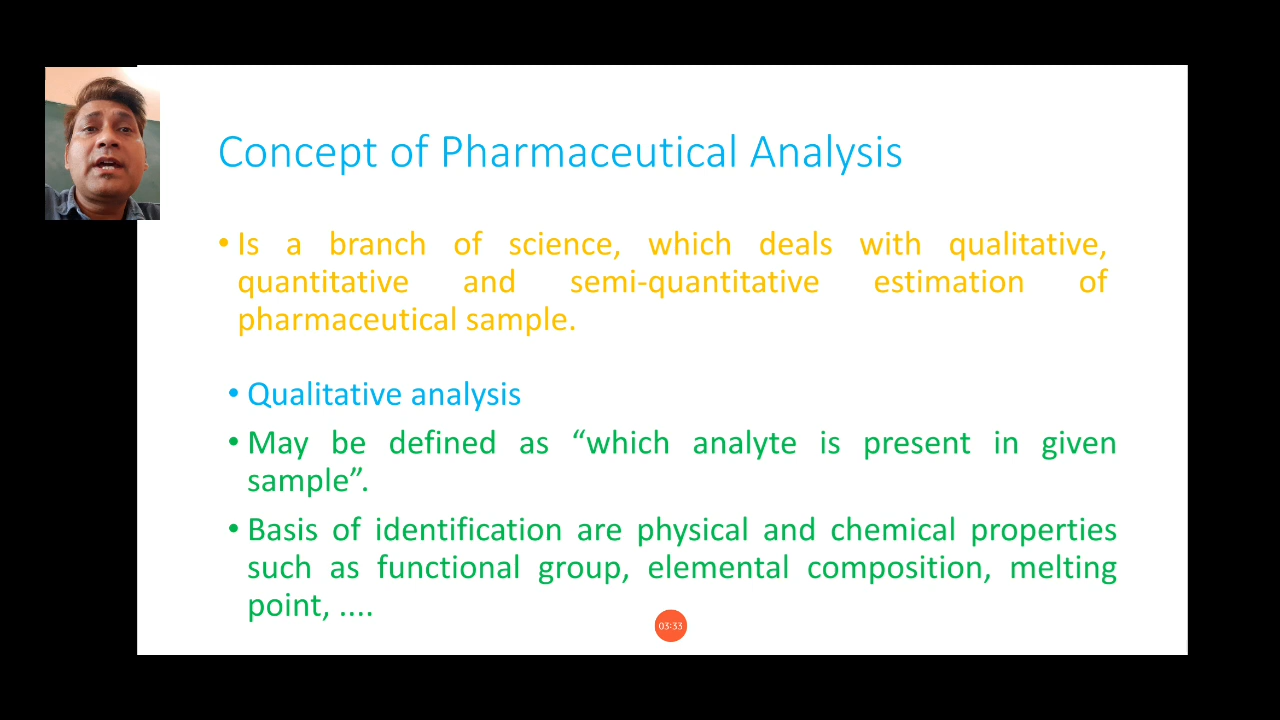 Concept of Pharmaceutical Analysis
• Is a branch of science, which deals with qualitative,
quantitative and semi-quantitative estimation of
pharmaceutical sample.
• Qualitative analysis
• May be defined as “which analyte is present in given
sample”.
• Basis of identification are physical and chemical properties
such as functional group, elemental composition, melting
point, ....
03:33